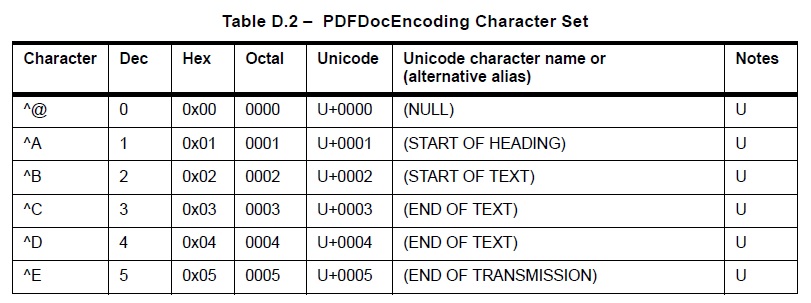 Table D.2 – PDFDocEncoding Character Set
Character Dec Hex Octal Unicode Unicode character name or Notes
(alternative alias)
^@ 0 0x00 0000 U+0000 (NULL) U
^A 1 0x01 0001 U+0001 (START OF HEADING) U
^B 2 0x02 0002 U+0002 (START OF TEXT) U
^C 3 0x03 0003 U+0003 (END OF TEXT) U
^D 4 0x04 0004 U+0004 (END OF TEXT) U
^E 5 0x05 0005 U+0005 (END OF TRANSMISSION) U